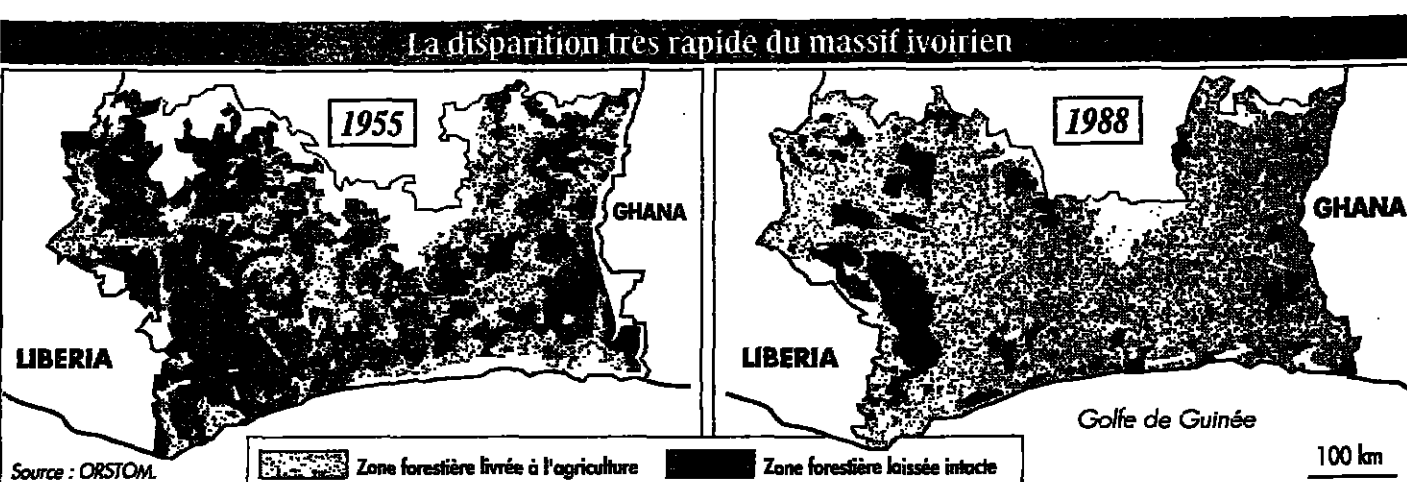 La disparition très rapide du massif ivoirien
1955
GHANA
LIBERIA
Source : ORSTOM.
1988
GHANA
LIBERIA
Golfe de Guinée
100 km
Zone forestière livrée à l'agriculture
Zone forestière laissée intacte